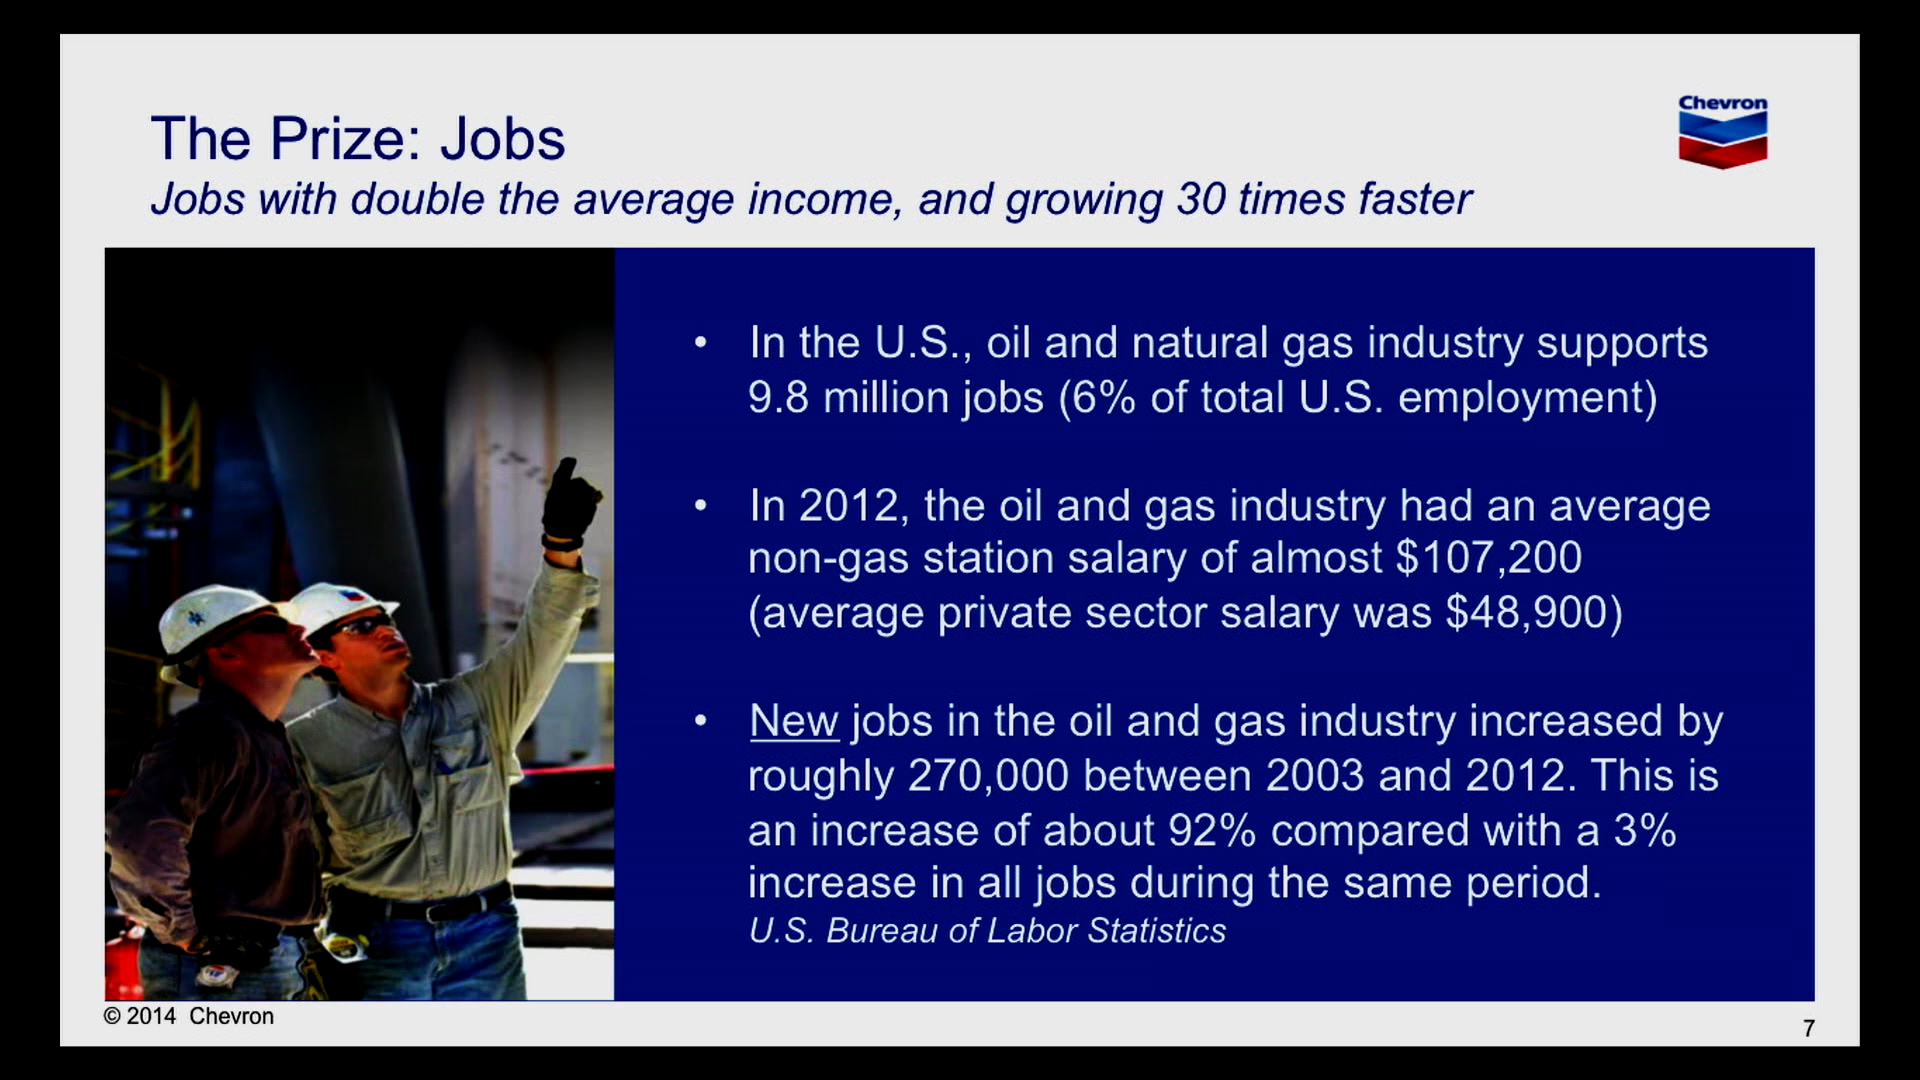 Chevron
The Prize: Jobs
Jobs with double the average income, and growing 30 times faster
• In the U.S., oil and natural gas industry supports
9.8 million jobs (6% of total U.S. employment)
• In 2012, the oil and gas industry had an average
non-gas station salary of almost $107,200
(average private sector salary was $48,900)
• New jobs in the oil and gas industry increased by
roughly 270,000 between 2003 and 2012. This is
an increase of about 92% compared with a 3%
increase in all jobs during the same period.
U.S. Bureau of Labor Statistics
© 2014 Chevron
7